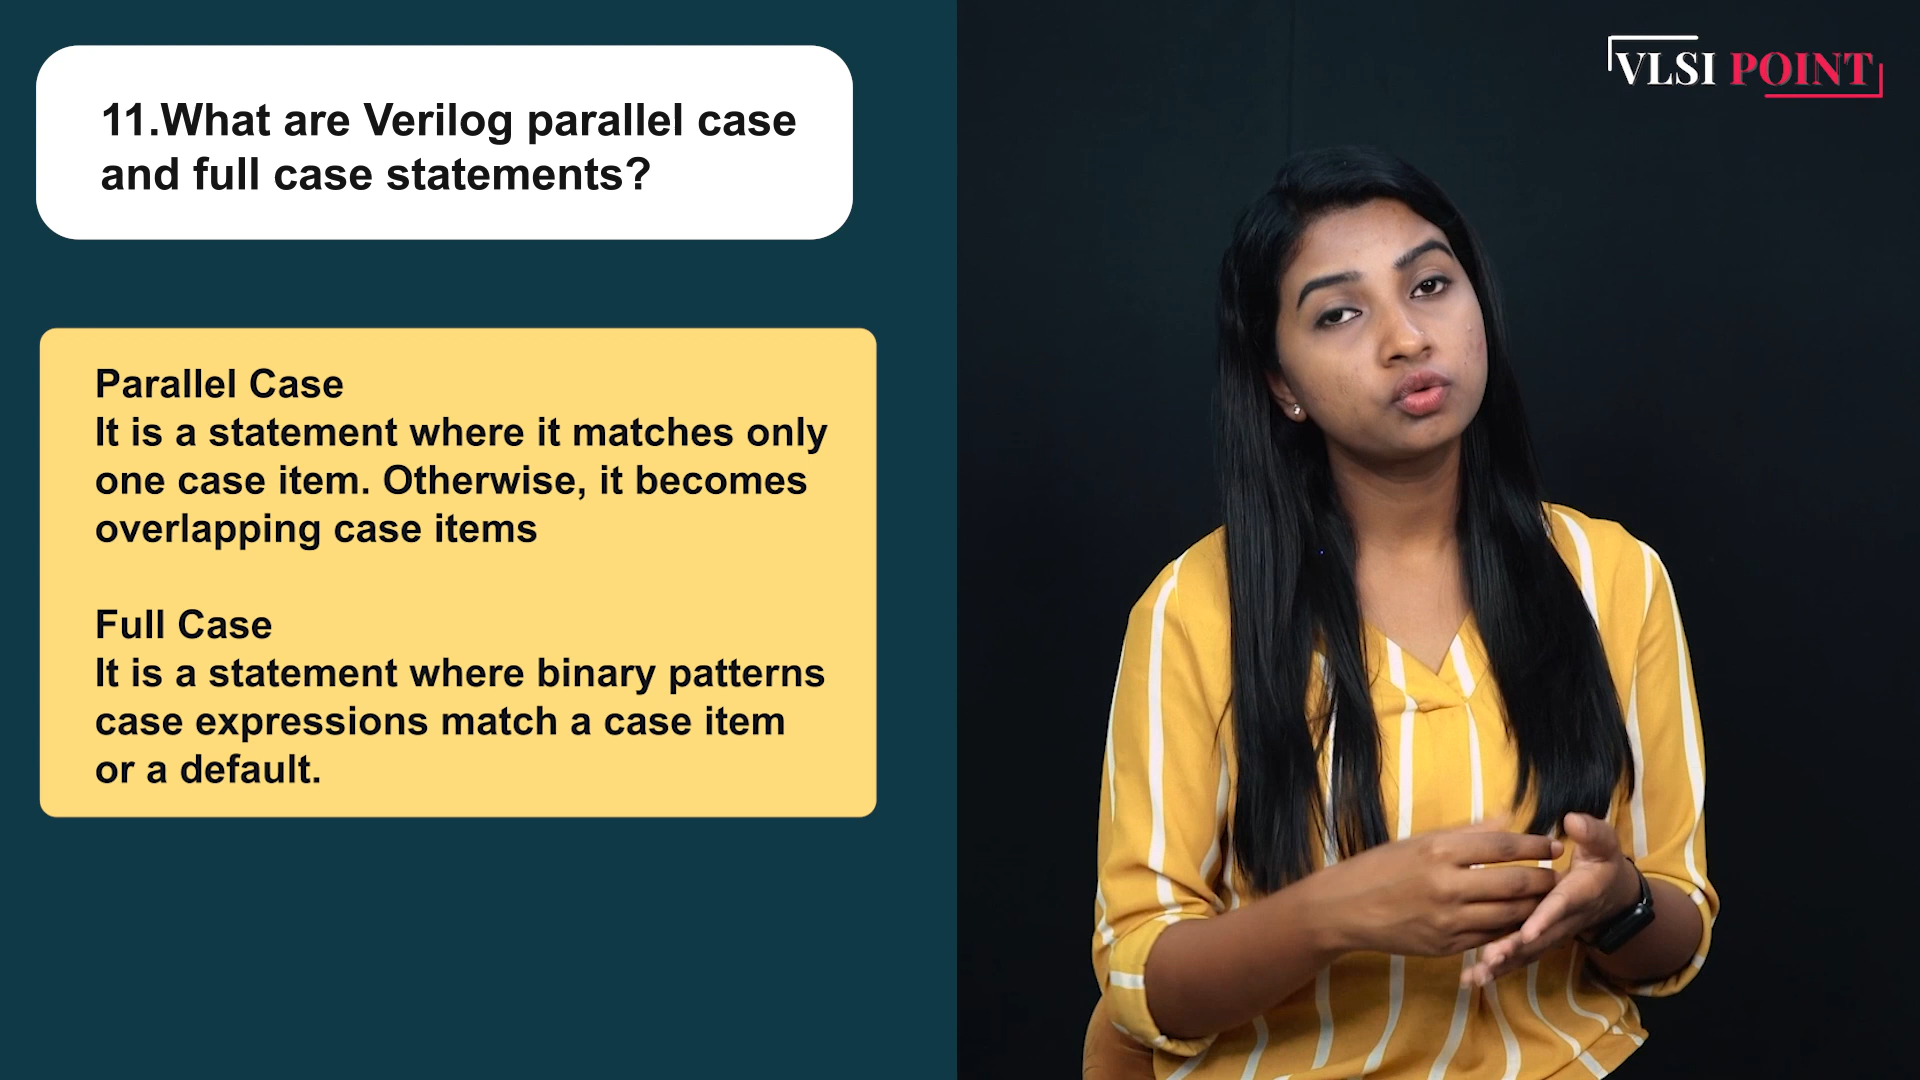 11.What are Verilog parallel case
and full case statements?
VLSI POINT
Parallel Case
It is a statement where it matches only
one case item. Otherwise, it becomes
overlapping case items
Full Case
It is a statement where binary patterns
case expressions match a case item
or a default.